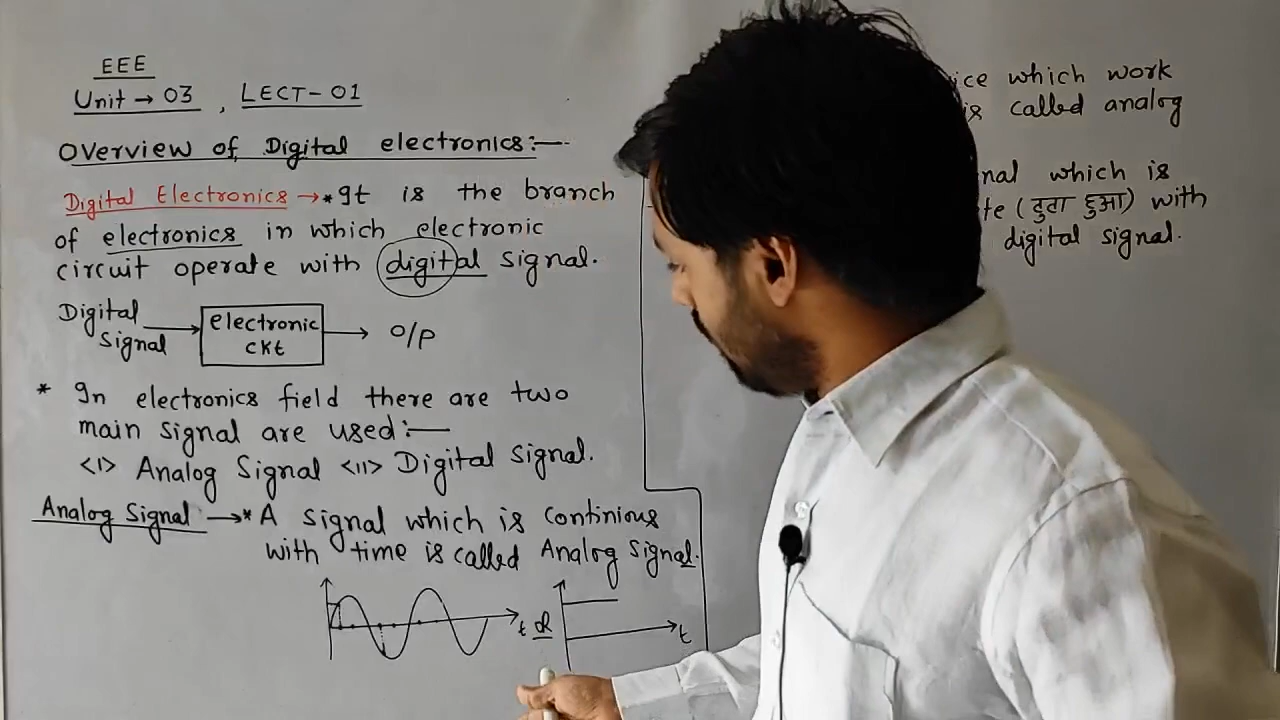 EEE
Unit → 03 , LECT-01
Overview of Digital electronics:-
Digital Electronics → * It is the branch
of electronics in which electronic
circuit operate with digital signal.
Digital
signal
electronic
ckt
O/P
* In electronics field there are two
main signal are used:-
<I> Analog Signal <II> Digital Signal.
Analog Signal → * A signal which is continious
with time is called Analog signal.
t or t
which work
is called analog
which is
(टुटा हुआ) with
digital signal.